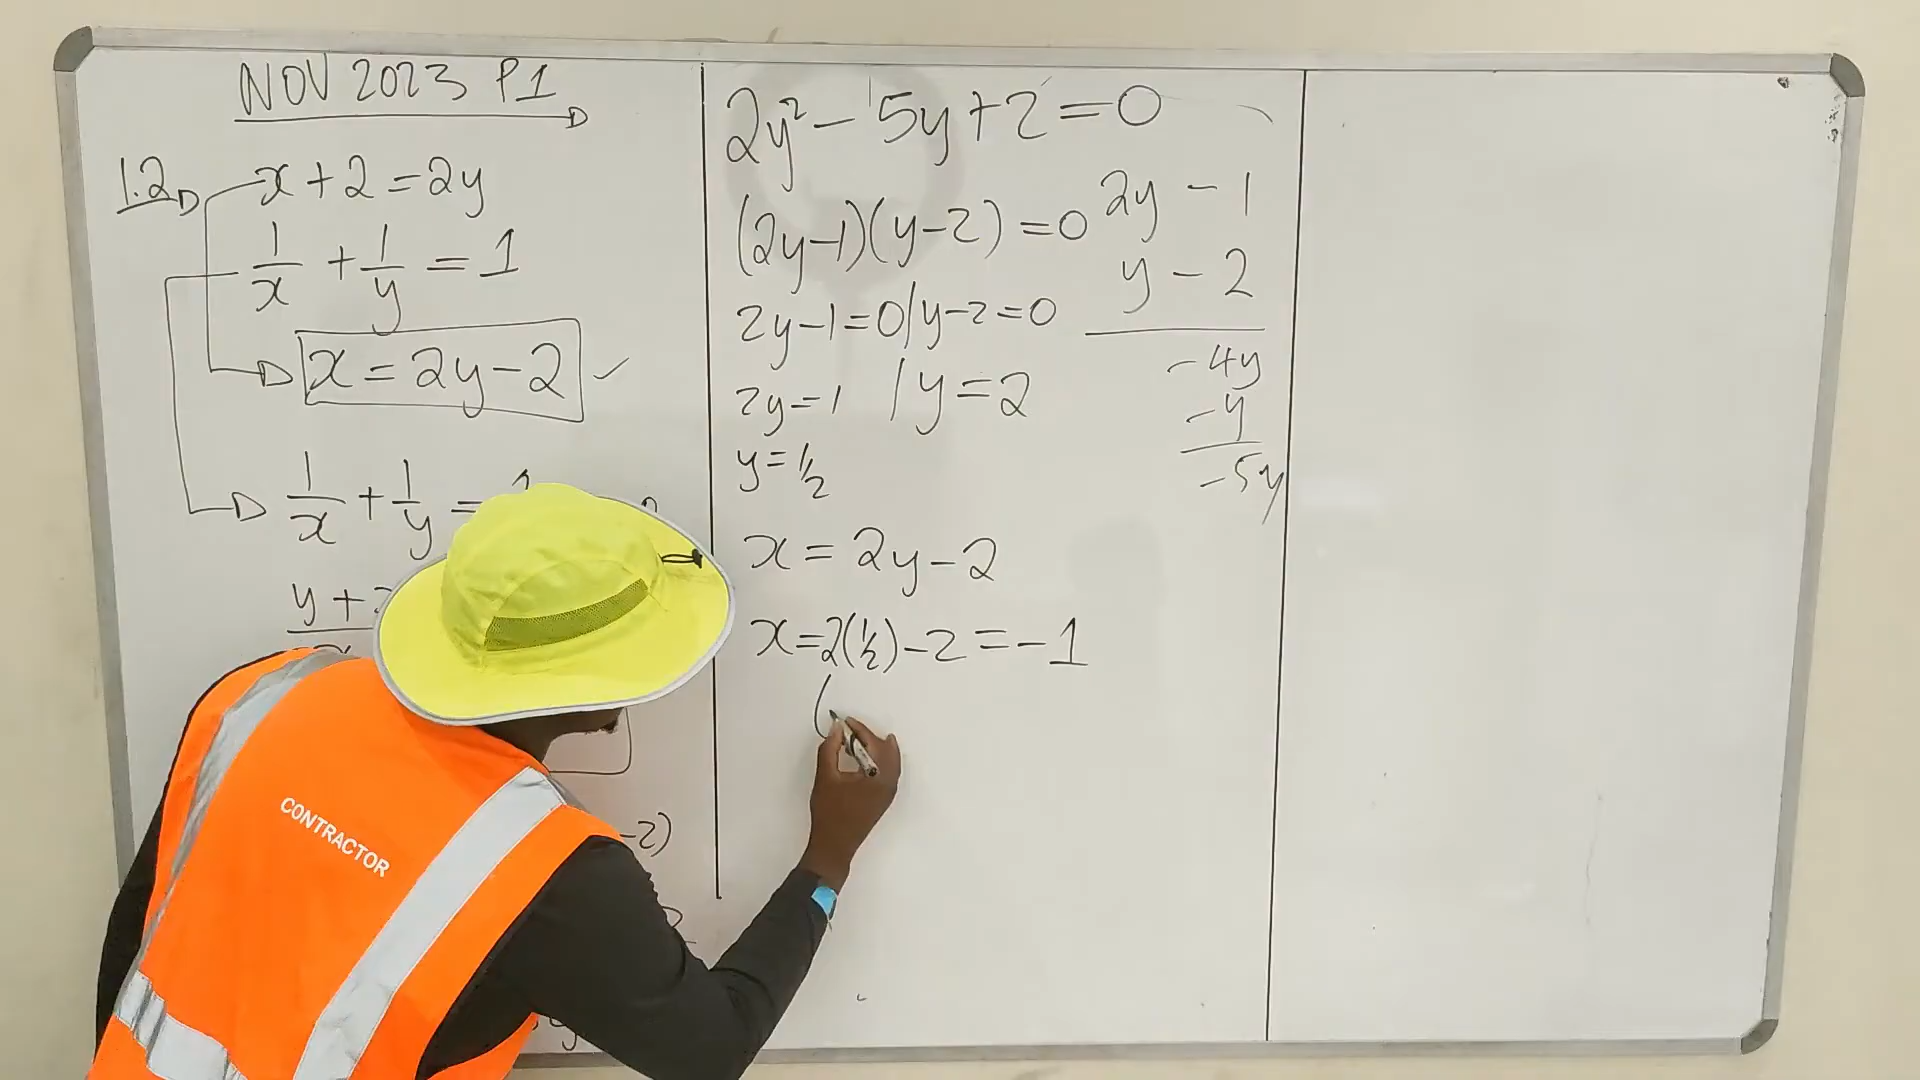 NOV 2023 P1
1.2 x + 2 = 2y
1/x + 1/y = 1
x = 2y - 2 ✓
1/x + 1/y =
y +
-2)
2y² - 5y + 2 = 0
(2y-1)(y-2) = 0
2y-1=0/y-2=0
2y=1 / y=2
y=1/2
x = 2y-2
x=2(1/2)-2=-1
(
2y - 1
y - 2
-4y
-y
-5y
CONTRACTOR